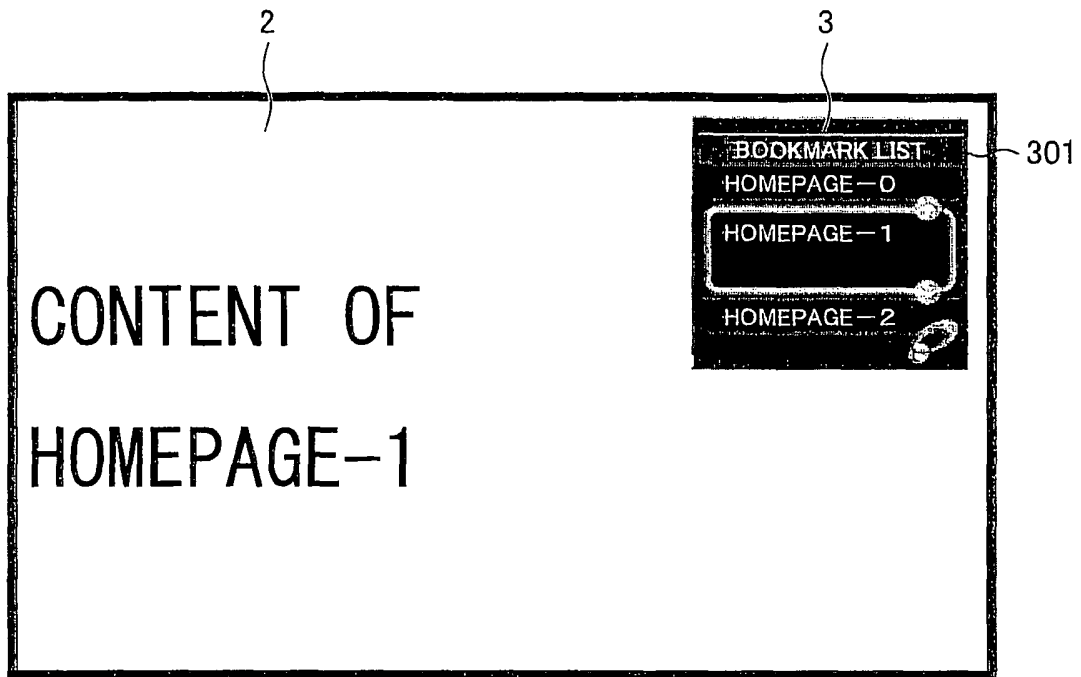 2
3
BOOKMARK LIST
301
HOMEPAGE-0
HOMEPAGE-1
HOMEPAGE-2
CONTENT OF
HOMEPAGE-1